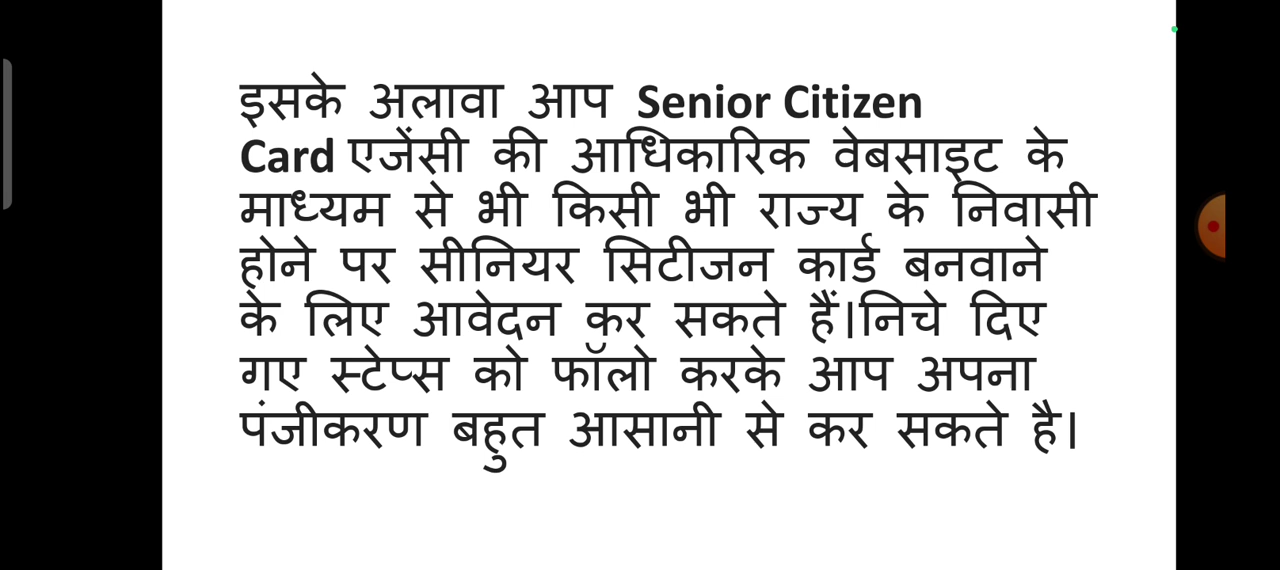 इसके अलावा आप Senior Citizen
Card एजेंसी की आधिकारिक वेबसाइट के
माध्यम से भी किसी भी राज्य के निवासी
होने पर सीनियर सिटीजन कार्ड बनवाने
के लिए आवेदन कर सकते हैं।निचे दिए
गए स्टेप्स को फॉलो करके आप अपना
पंजीकरण बहुत आसानी से कर सकते है।